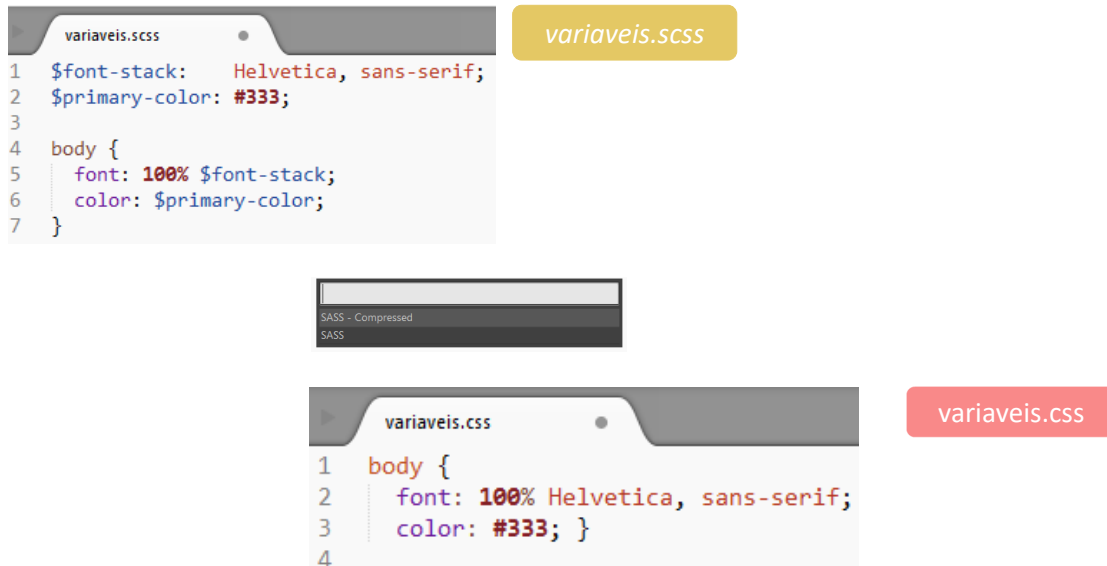 variaveis.scss
variaveis.scss
1 $font-stack:    Helvetica, sans-serif;
2 $primary-color: #333;
3
4 body {
5   font: 100% $font-stack;
6   color: $primary-color;
7 }
SASS - Compressed
SASS
variaveis.css
variaveis.css
1 body {
2   font: 100% Helvetica, sans-serif;
3   color: #333; }
4